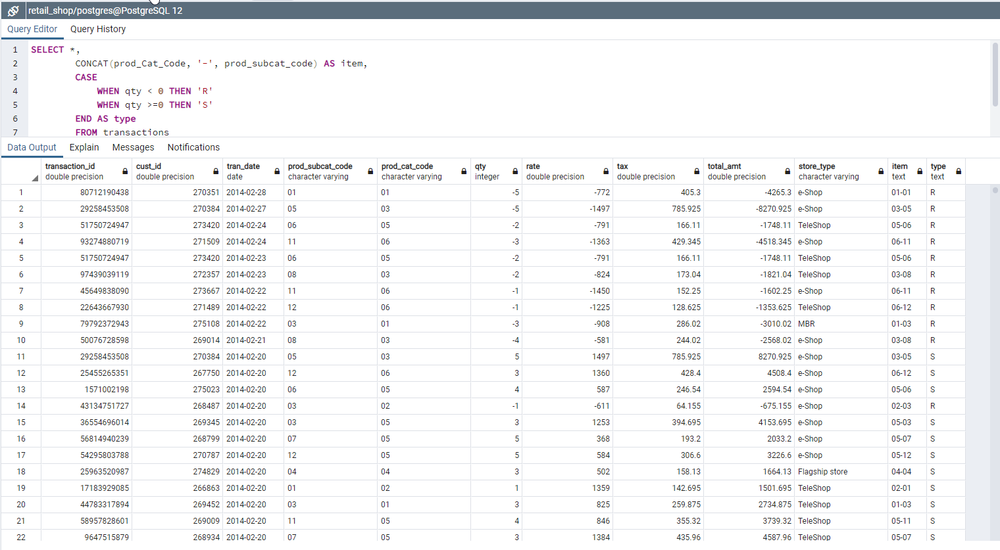 retail_shop/postgres@PostgreSQL 12
Query Editor Query History
1 SELECT *,
2 CONCAT(prod_Cat_Code, '-', prod_subcat_code) AS item,
3 CASE
4 WHEN qty < 0 THEN 'R'
5 WHEN qty >=0 THEN 'S'
6 END AS type
7 FROM transactions
Data Output Explain Messages Notifications
transaction_id cust_id tran_date prod_subcat_code prod_cat_code qty rate tax total_amt store_type item type
double precision double precision date character varying character varying integer double precision double precision double precision character varying text text
1 80712190438 270351 2014-02-28 01 01 -5 -772 405.3 -4265.3 e-Shop 01-01 R
2 29258453508 270384 2014-02-27 05 03 -5 -1497 785.925 -8270.925 e-Shop 03-05 R
3 51750724947 273420 2014-02-24 06 05 -2 -791 166.11 -1748.11 TeleShop 05-06 R
4 93274880719 271509 2014-02-24 11 06 -3 -1363 429.345 -4518.345 e-Shop 06-11 R
5 51750724947 273420 2014-02-23 06 05 -2 -791 166.11 -1748.11 TeleShop 05-06 R
6 97439039119 272357 2014-02-23 08 03 -2 -824 173.04 -1821.04 TeleShop 03-08 R
7 45649838090 273667 2014-02-22 11 06 -1 -1450 152.25 -1602.25 e-Shop 06-11 R
8 22643667930 271489 2014-02-22 12 06 -1 -1225 128.625 -1353.625 TeleShop 06-12 R
9 79792372943 275108 2014-02-22 03 01 -3 -908 286.02 -3010.02 MBR 01-03 R
10 50076728598 269014 2014-02-21 08 03 -4 -581 244.02 -2568.02 e-Shop 03-08 R
11 29258453508 270384 2014-02-20 05 03 5 1497 785.925 8270.925 e-Shop 03-05 S
12 25455265351 267750 2014-02-20 12 06 3 1360 428.4 4508.4 e-Shop 06-12 S
13 1571002198 275023 2014-02-20 06 05 4 587 246.54 2594.54 e-Shop 05-06 S
14 43134751727 268487 2014-02-20 03 02 -1 -611 64.155 -675.155 e-Shop 02-03 R
15 36554696014 269345 2014-02-20 03 05 3 1253 394.695 4153.695 e-Shop 05-03 S
16 56814940239 268799 2014-02-20 07 05 5 368 193.2 2033.2 e-Shop 05-07 S
17 54295803788 270787 2014-02-20 12 05 5 584 306.6 3226.6 e-Shop 05-12 S
18 25963520987 274829 2014-02-20 04 04 3 502 158.13 1664.13 Flagship store 04-04 S
19 17183929085 266863 2014-02-20 01 02 1 1359 142.695 1501.695 TeleShop 02-01 S
20 44783317894 269452 2014-02-20 03 01 3 825 259.875 2734.875 TeleShop 01-03 S
21 58957828601 269009 2014-02-20 11 05 4 846 355.32 3739.32 TeleShop 05-11 S
22 9647515879 268934 2014-02-20 07 05 3 1384 435.96 4587.96 TeleShop 05-07 S